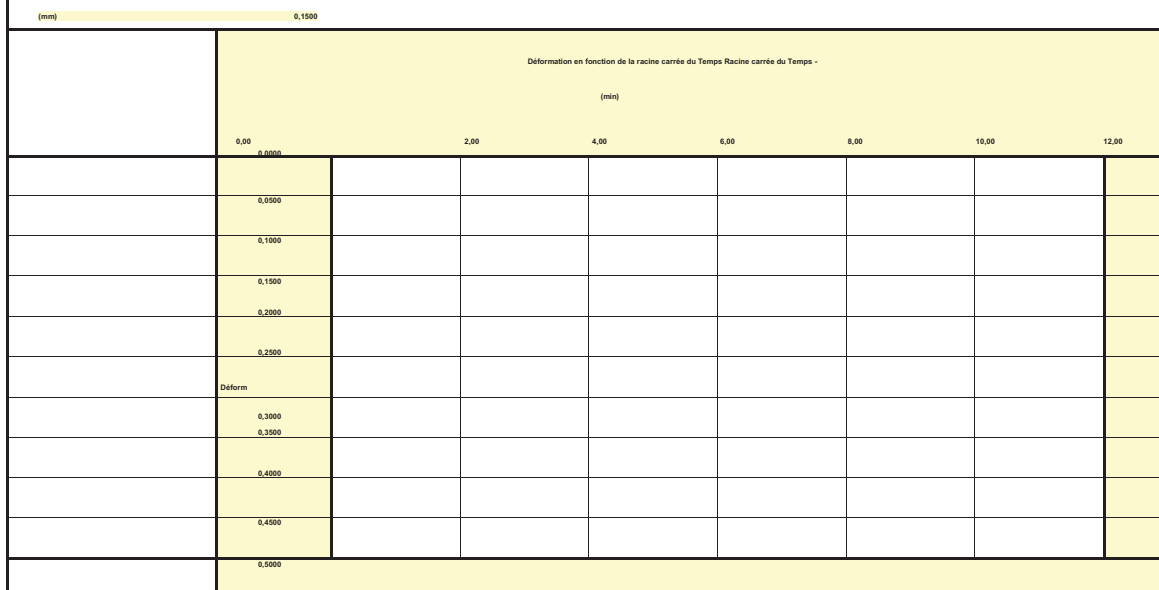 (mm) 0,1500
Déformation en fonction de la racine carrée du Temps Racine carrée du Temps -
(min)
0,00 2,00 4,00 6,00 8,00 10,00 12,00
0,0000
0,0500
0,1000
0,1500
0,2000
0,2500
Déform
0,3000
0,3500
0,4000
0,4500
0,5000